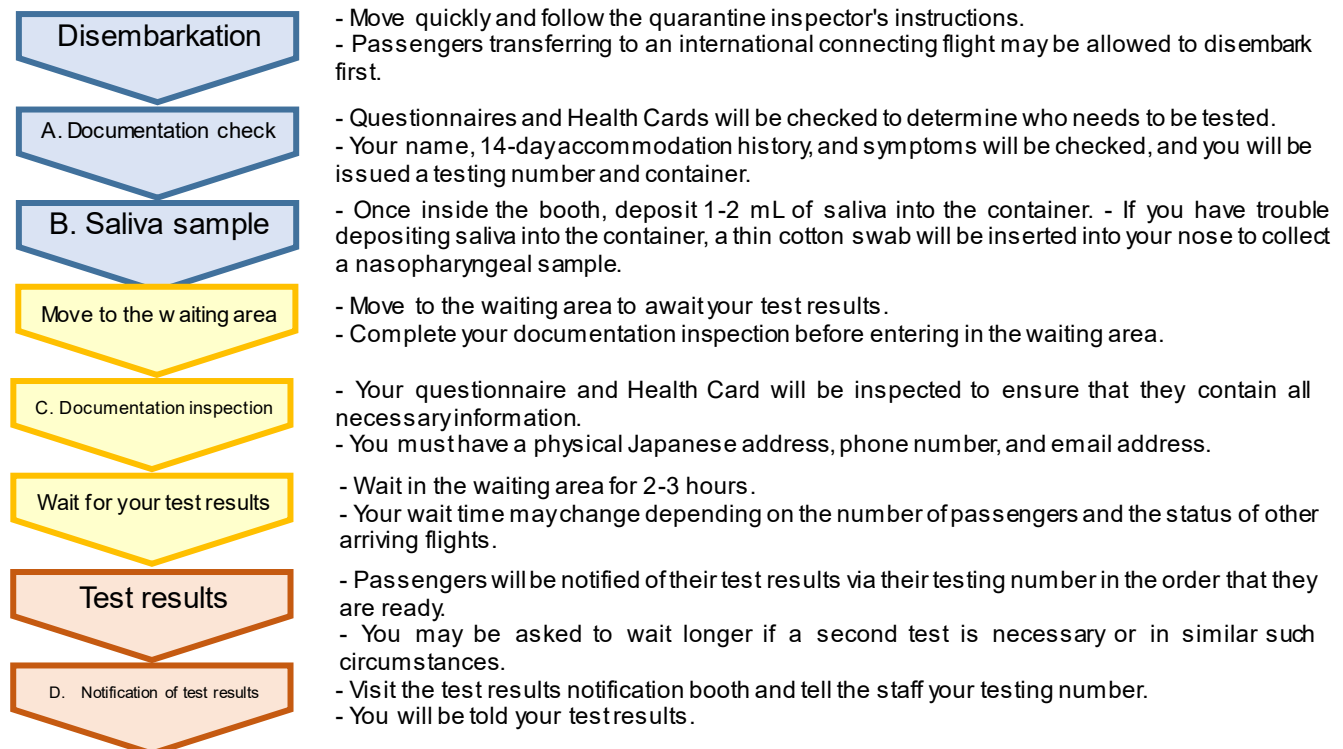 Disembarkation
- Move quickly and follow the quarantine inspector's instructions.
- Passengers transferring to an international connecting flight may be allowed to disembark
first.
A. Documentation check
- Questionnaires and Health Cards will be checked to determine who needs to be tested.
- Your name, 14-day accommodation history, and symptoms will be checked, and you will be
issued a testing number and container.
B. Saliva sample
- Once inside the booth, deposit 1-2 mL of saliva into the container. - If you have trouble
depositing saliva into the container, a thin cotton swab will be inserted into your nose to collect
a nasopharyngeal sample.
Move to the waiting area
- Move to the waiting area to await your test results.
- Complete your documentation inspection before entering in the waiting area.
C. Documentation inspection
- Your questionnaire and Health Card will be inspected to ensure that they contain all
necessary information.
- You must have a physical Japanese address, phone number, and email address.
Wait for your test results
- Wait in the waiting area for 2-3 hours.
- Your wait time may change depending on the number of passengers and the status of other
arriving flights.
Test results
- Passengers will be notified of their test results via their testing number in the order that they
are ready.
- You may be asked to wait longer if a second test is necessary or in similar such
circumstances.
D. Notification of test results
- Visit the test results notification booth and tell the staff your testing number.
- You will be told your test results.